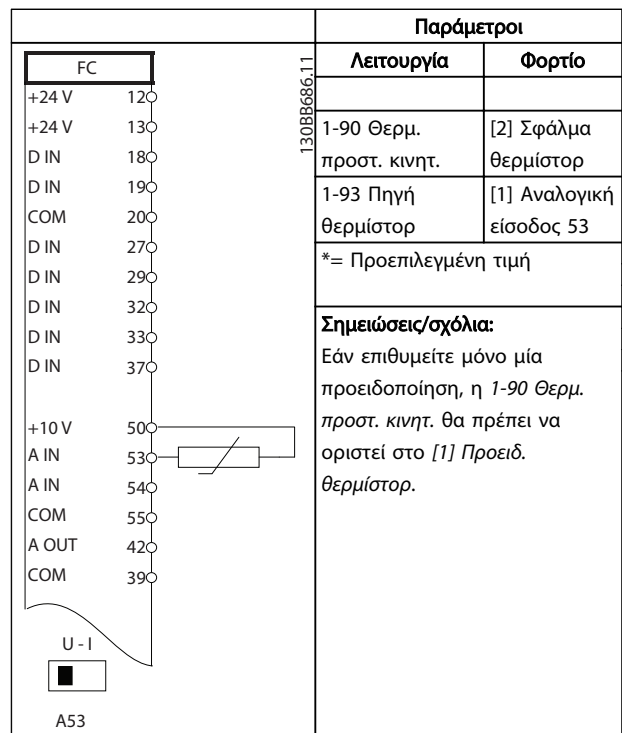 FC
+24 V 12
+24 V 13
D IN 18
D IN 19
COM 20
D IN 27
D IN 29
D IN 32
D IN 33
D IN 37
+10 V 50
A IN 53
A IN 54
COM 55
A OUT 42
COM 39
U - I
A53
130BB686.11
Παράμετροι
Λειτουργία Φορτίο
1-90 Θερμ. [2] Σφάλμα
προστ. κινητ. θερμίστορ
1-93 Πηγή [1] Αναλογική
θερμίστορ είσοδος 53
*= Προεπιλεγμένη τιμή
Σημειώσεις/σχόλια:
Εάν επιθυμείτε μόνο μία
προειδοποίηση, η 1-90 Θερμ.
προστ. κινητ. θα πρέπει να
οριστεί στο [1] Προειδ.
θερμίστορ.